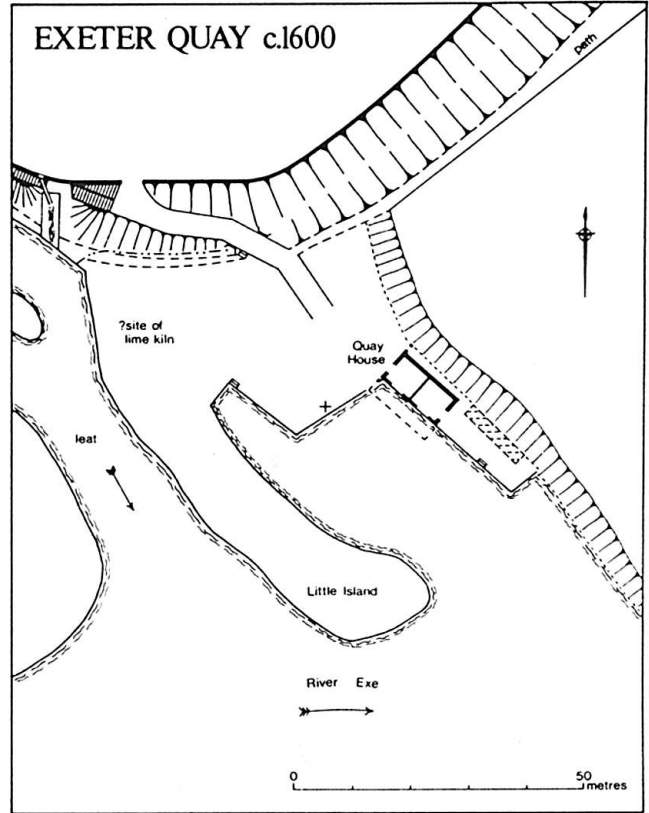 EXETER QUAY c.1600
path
?site of
lime kiln
Quay
House
leat
Little Island
River Exe
0
50
metres